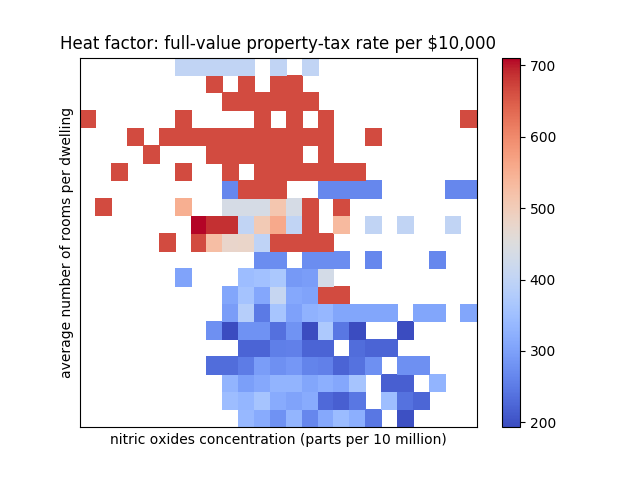 Heat factor: full-value property-tax rate per $10,000
average number of rooms per dwelling
nitric oxides concentration (parts per 10 million)
700
600
500
400
300
200